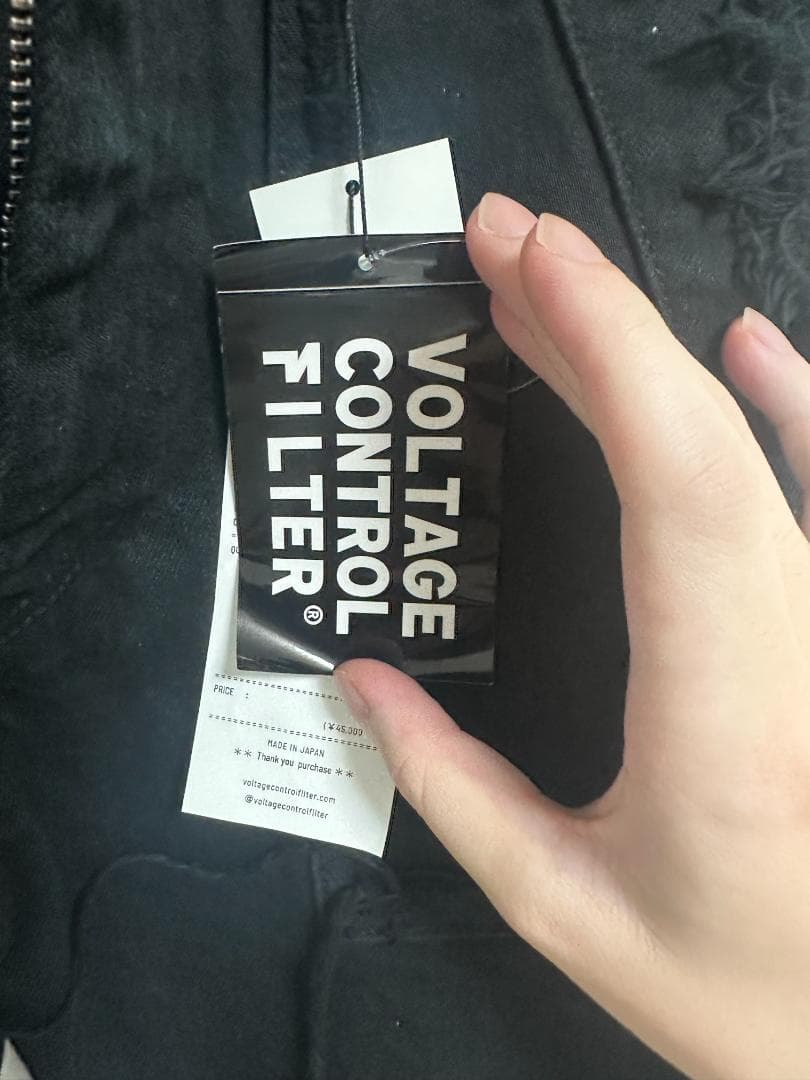 VOLTAGE
CONTROL
FILTER®
PRICE :
(¥45,000
MADE IN JAPAN
** Thank you purchase **
voltagecontrolfilter.com
@voltagecontrolfilter